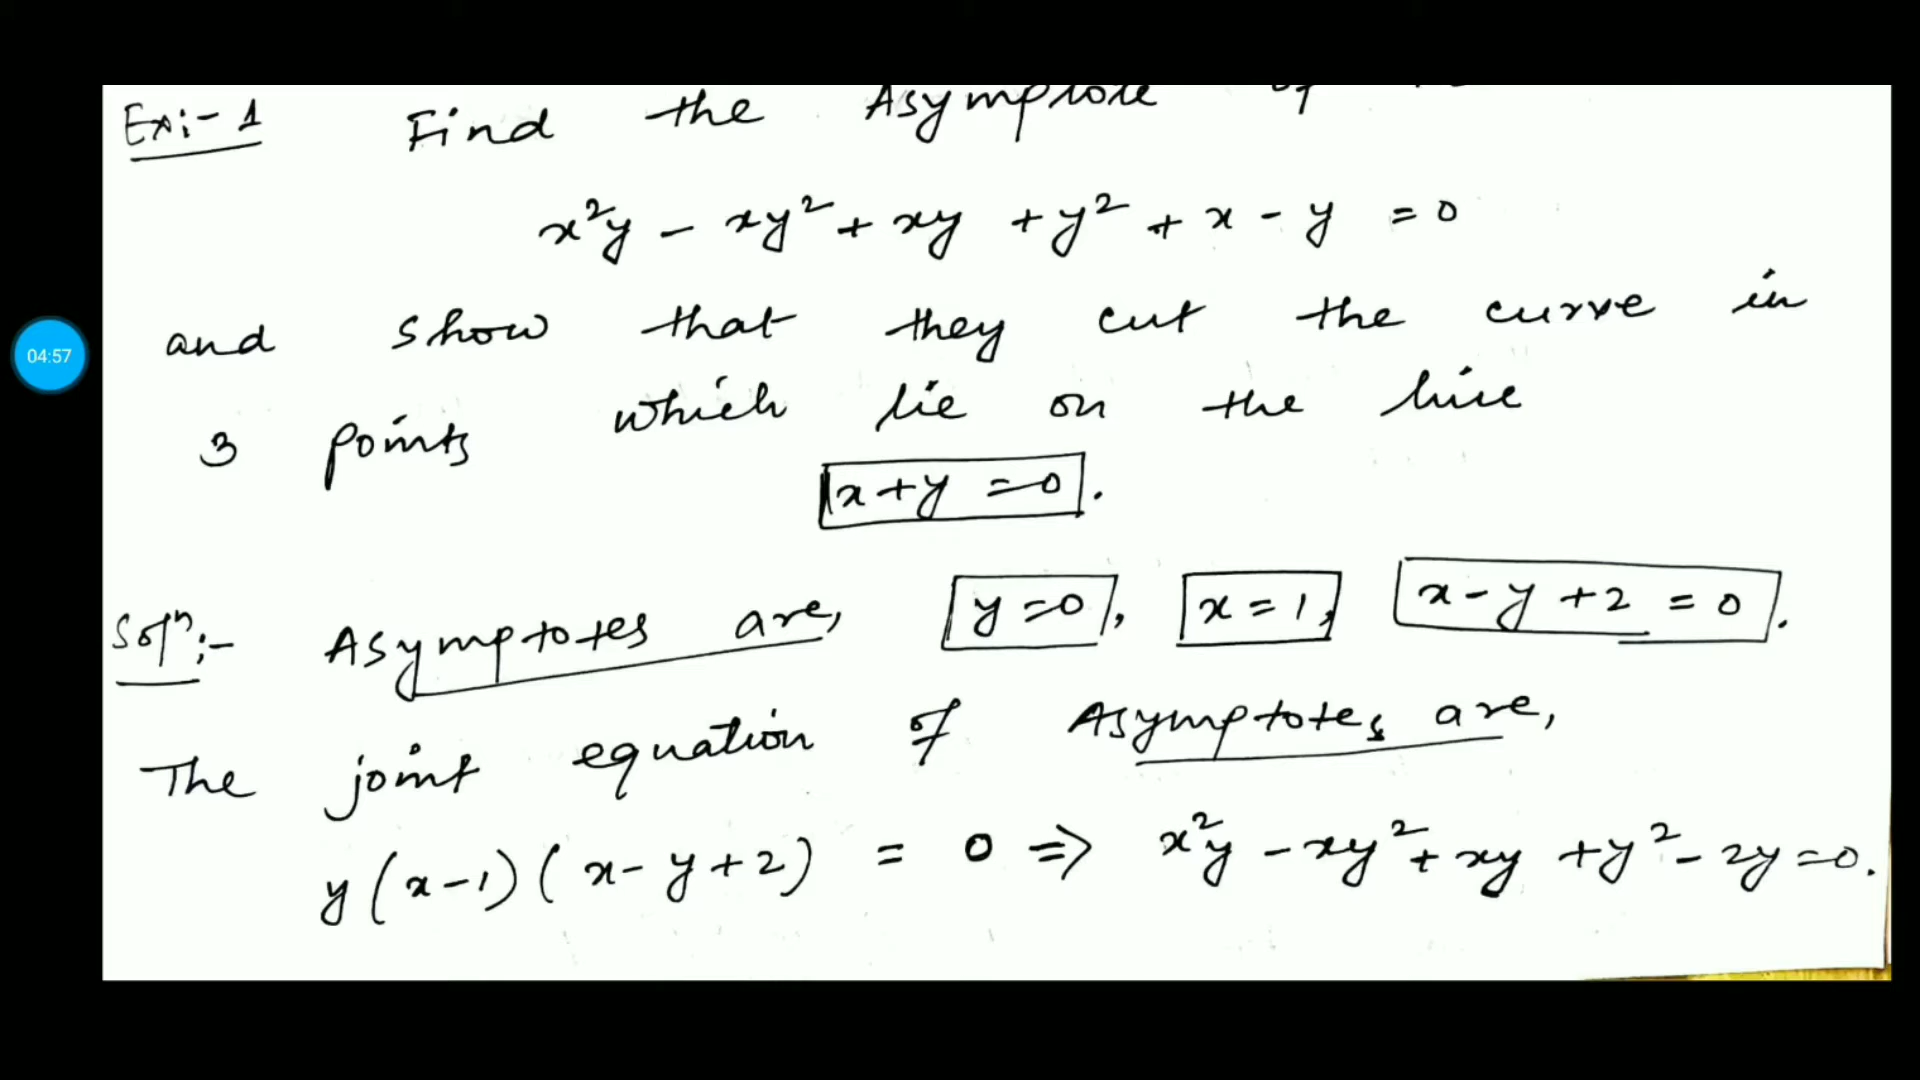 Ex:- 1 Find the Asymptote of
x²y - xy² + xy + y² + x - y = 0
and show that they cut the curve in
3 points which lie on the line
x + y = 0.
04:57
Solⁿ:- Asymptotes are, y = 0, x = 1, x - y + 2 = 0.
The joint equation of Asymptotes are,
y(x-1)(x-y+2) = 0 => x²y - xy² + xy + y² - 2y = 0.